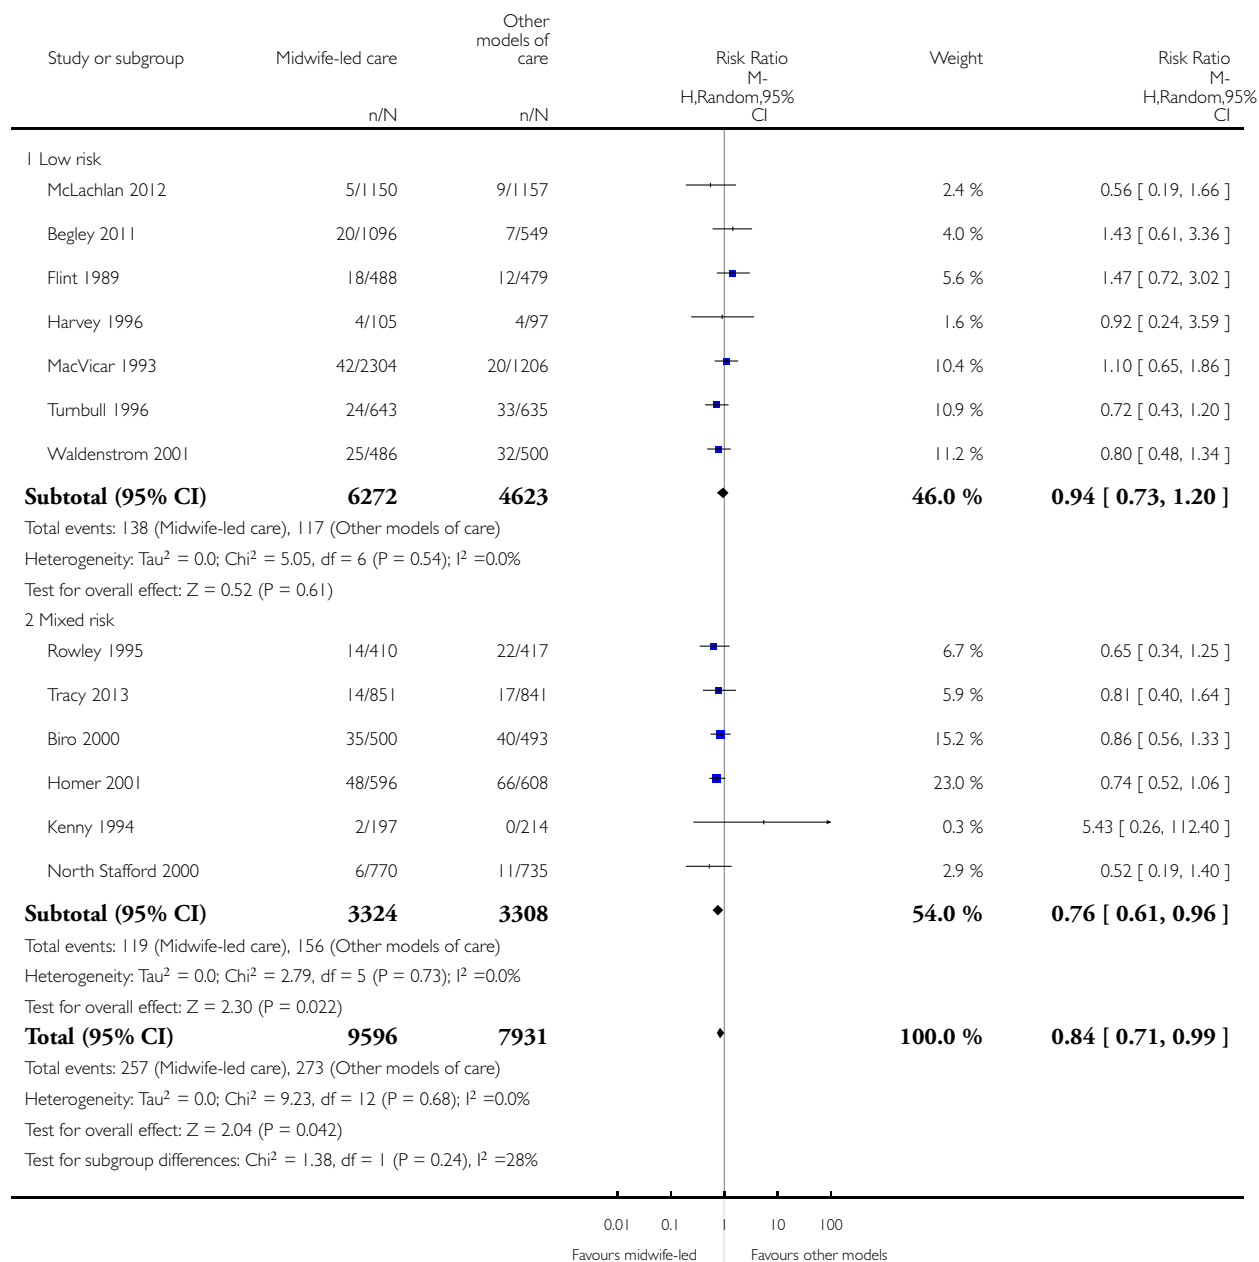 Study or subgroup Midwife-led care Other models of care Risk Ratio Weight Risk Ratio
n/N n/N M-H,Random,95% CI M-H,Random,95% CI
1 Low risk
McLachlan 2012 5/1150 9/1157 2.4 % 0.56 [ 0.19, 1.66 ]
Begley 2011 20/1096 7/549 4.0 % 1.43 [ 0.61, 3.36 ]
Flint 1989 18/488 12/479 5.6 % 1.47 [ 0.72, 3.02 ]
Harvey 1996 4/105 4/97 1.6 % 0.92 [ 0.24, 3.59 ]
MacVicar 1993 42/2304 20/1206 10.4 % 1.10 [ 0.65, 1.86 ]
Turnbull 1996 24/643 33/635 10.9 % 0.72 [ 0.43, 1.20 ]
Waldenstrom 2001 25/486 32/500 11.2 % 0.80 [ 0.48, 1.34 ]
Subtotal (95% CI) 6272 4623 46.0 % 0.94 [ 0.73, 1.20 ]
Total events: 138 (Midwife-led care), 117 (Other models of care)
Heterogeneity: Tau² = 0.0; Chi² = 5.05, df = 6 (P = 0.54); I² =0.0%
Test for overall effect: Z = 0.52 (P = 0.61)
2 Mixed risk
Rowley 1995 14/410 22/417 6.7 % 0.65 [ 0.34, 1.25 ]
Tracy 2013 14/851 17/841 5.9 % 0.81 [ 0.40, 1.64 ]
Biro 2000 35/500 40/493 15.2 % 0.86 [ 0.56, 1.33 ]
Homer 2001 48/596 66/608 23.0 % 0.74 [ 0.52, 1.06 ]
Kenny 1994 2/197 0/214 0.3 % 5.43 [ 0.26, 112.40 ]
North Stafford 2000 6/770 11/735 2.9 % 0.52 [ 0.19, 1.40 ]
Subtotal (95% CI) 3324 3308 54.0 % 0.76 [ 0.61, 0.96 ]
Total events: 119 (Midwife-led care), 156 (Other models of care)
Heterogeneity: Tau² = 0.0; Chi² = 2.79, df = 5 (P = 0.73); I² =0.0%
Test for overall effect: Z = 2.30 (P = 0.022)
Total (95% CI) 9596 7931 100.0 % 0.84 [ 0.71, 0.99 ]
Total events: 257 (Midwife-led care), 273 (Other models of care)
Heterogeneity: Tau² = 0.0; Chi² = 9.23, df = 12 (P = 0.68); I² =0.0%
Test for overall effect: Z = 2.04 (P = 0.042)
Test for subgroup differences: Chi² = 1.38, df = 1 (P = 0.24), I² =28%
0.01 0.1 1 10 100
Favours midwife-led Favours other models